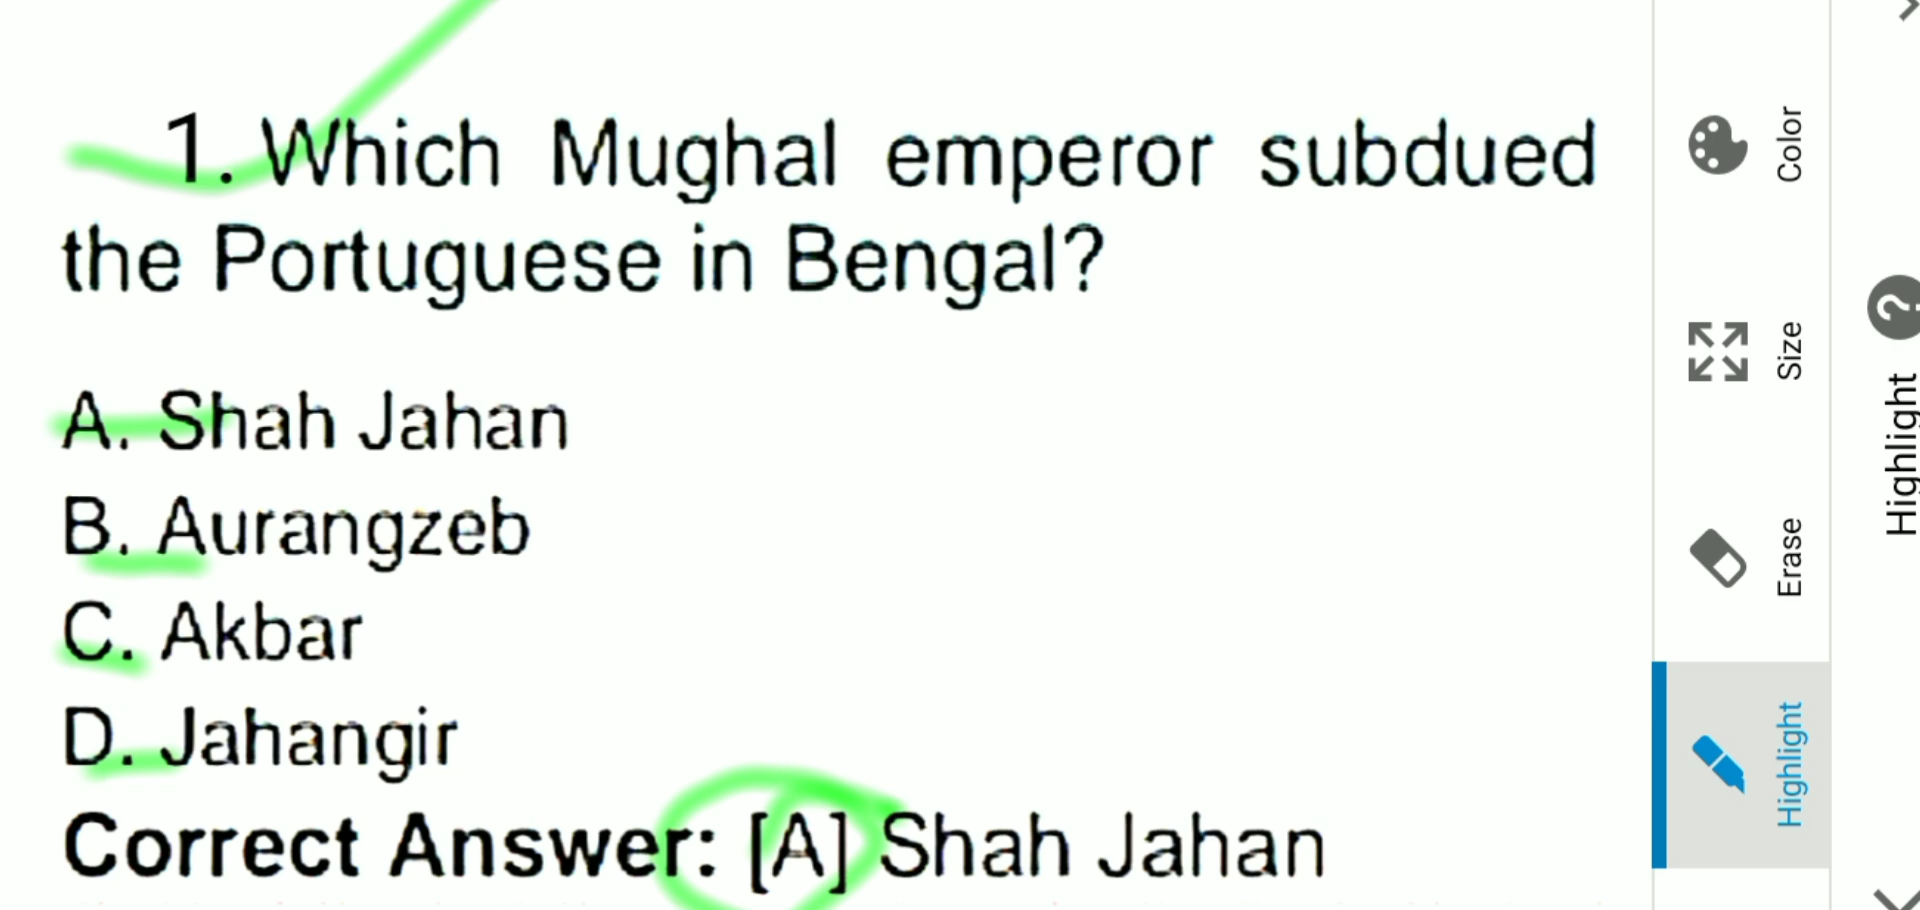 1. Which Mughal emperor subdued
the Portuguese in Bengal?
A. Shah Jahan
B. Aurangzeb
C. Akbar
D. Jahangir
Correct Answer: [A] Shah Jahan
Color
Size
Erase
Highlight
Highlight